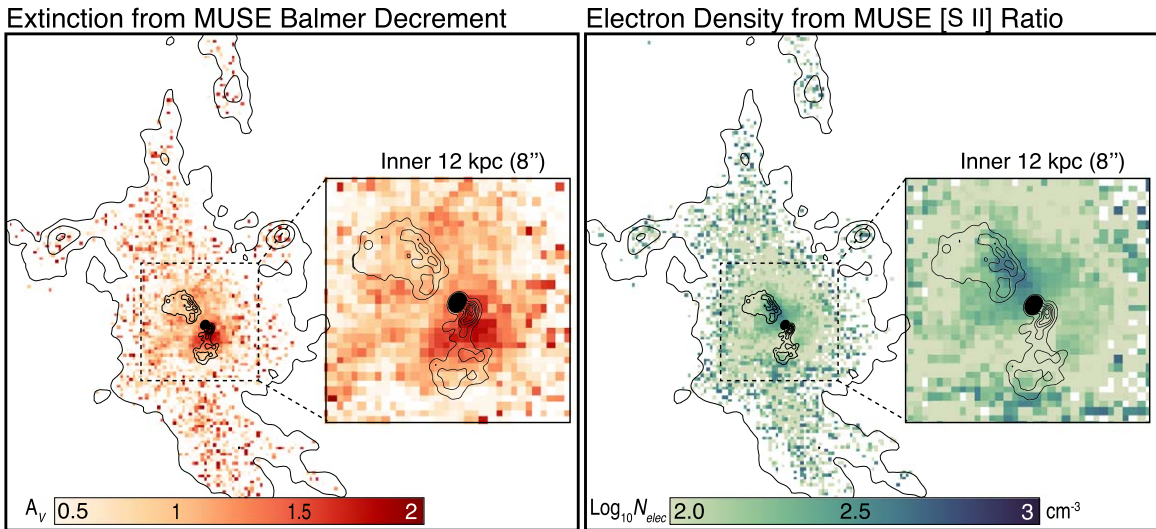 Extinction from MUSE Balmer Decrement
Inner 12 kpc (8”)
A_V 0.5 1 1.5 2
Electron Density from MUSE [S II] Ratio
Inner 12 kpc (8”)
Log₁₀N_elec 2.0 2.5 3 cm⁻³